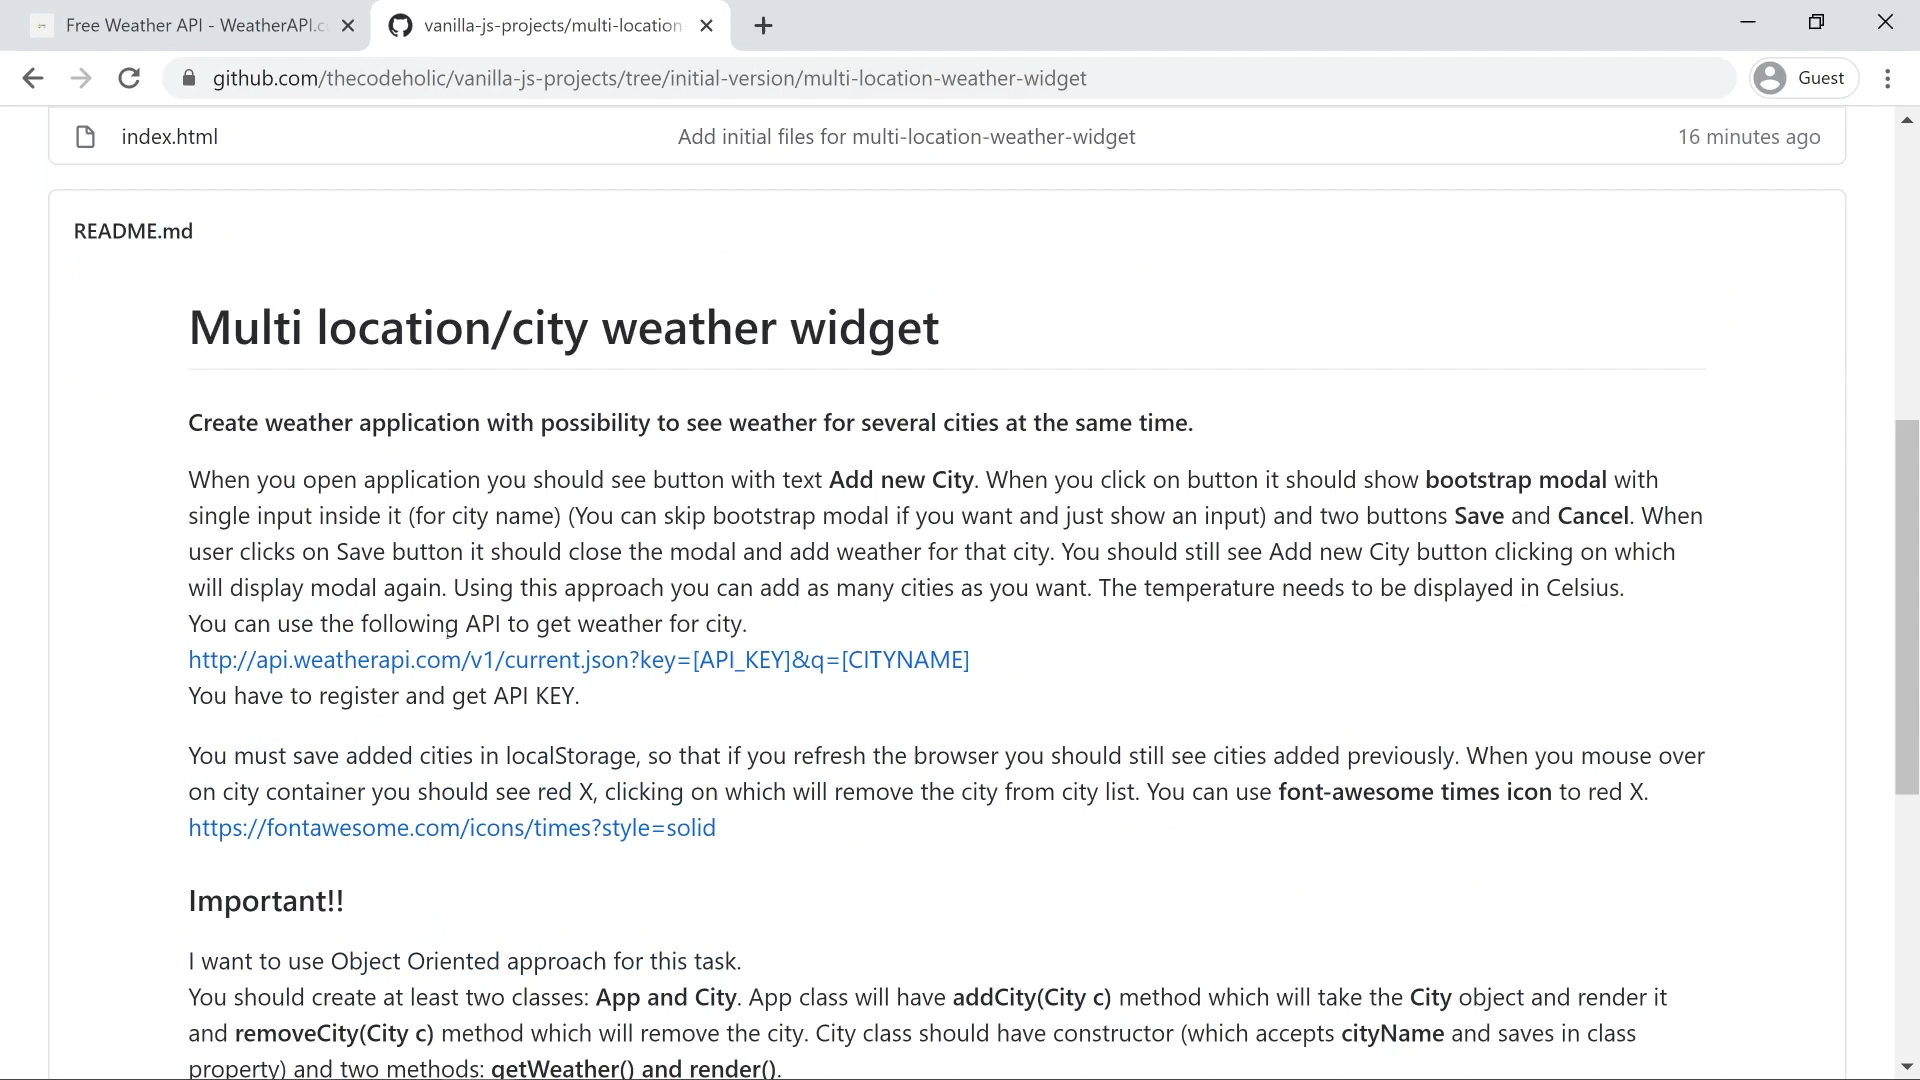 Free Weather API - WeatherAPI.c
vanilla-js-projects/multi-location-
github.com/thecodeholic/vanilla-js-projects/tree/initial-version/multi-location-weather-widget
Guest
index.html Add initial files for multi-location-weather-widget 16 minutes ago
README.md
Multi location/city weather widget
Create weather application with possibility to see weather for several cities at the same time.
When you open application you should see button with text Add new City. When you click on button it should show bootstrap modal with
single input inside it (for city name) (You can skip bootstrap modal if you want and just show an input) and two buttons Save and Cancel. When
user clicks on Save button it should close the modal and add weather for that city. You should still see Add new City button clicking on which
will display modal again. Using this approach you can add as many cities as you want. The temperature needs to be displayed in Celsius.
You can use the following API to get weather for city.
http://api.weatherapi.com/v1/current.json?key=[API_KEY]&q=[CITYNAME]
You have to register and get API KEY.
You must save added cities in localStorage, so that if you refresh the browser you should still see cities added previously. When you mouse over
on city container you should see red X, clicking on which will remove the city from city list. You can use font-awesome times icon to red X.
https://fontawesome.com/icons/times?style=solid
Important!!
I want to use Object Oriented approach for this task.
You should create at least two classes: App and City. App class will have addCity(City c) method which will take the City object and render it
and removeCity(City c) method which will remove the city. City class should have constructor (which accepts cityName and saves in class
property) and two methods: getWeather() and render().